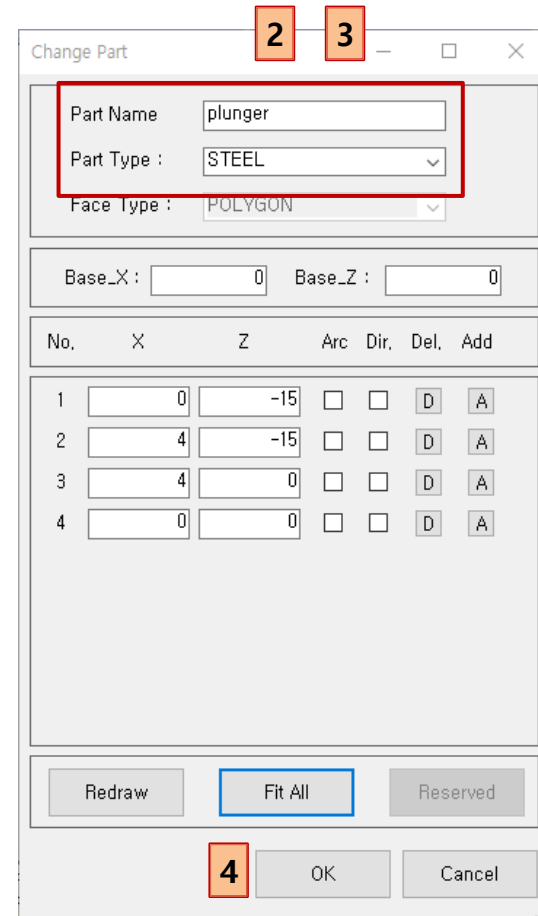 2 3
Change Part
Part Name plunger
Part Type : STEEL
Face Type : POLYGON
Base_X : 0 Base_Z : 0
No, X Z Arc Dir, Del, Add
1 0 -15 D A
2 4 -15 D A
3 4 0 D A
4 0 0 D A
Redraw Fit All Reserved
4 OK Cancel